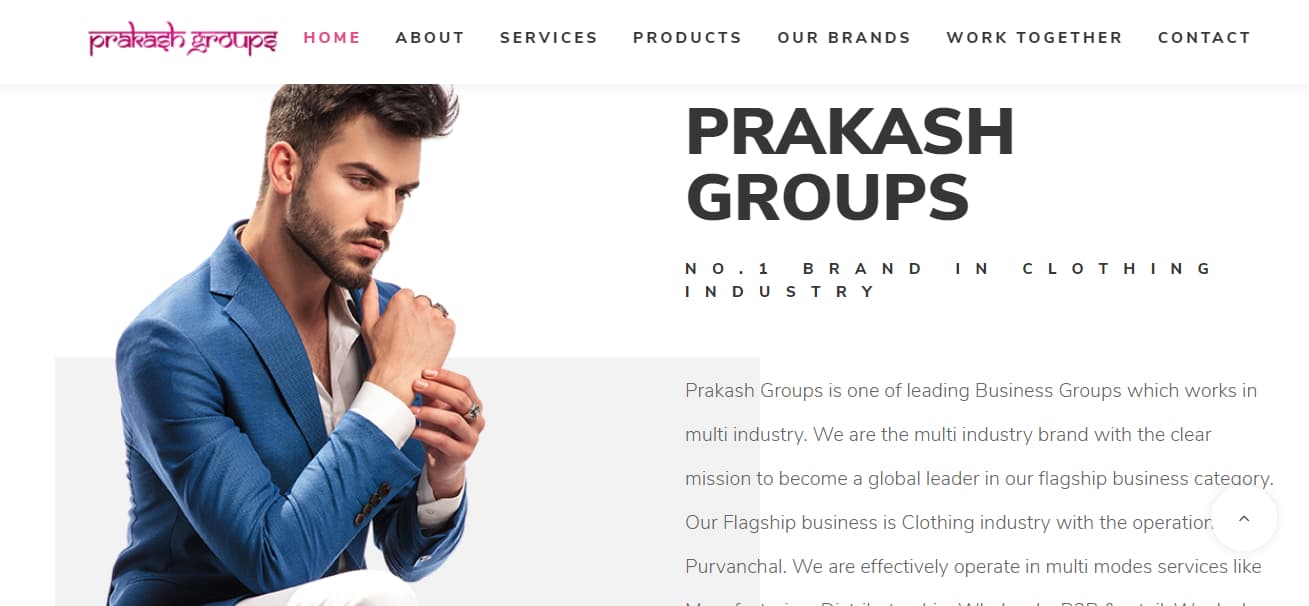 prakash groups HOME ABOUT SERVICES PRODUCTS OUR BRANDS WORK TOGETHER CONTACT
PRAKASH
GROUPS
NO.1 BRAND IN CLOTHING
INDUSTRY
Prakash Groups is one of leading Business Groups which works in
multi industry. We are the multi industry brand with the clear
mission to become a global leader in our flagship business category.
Our Flagship business is Clothing industry with the operation
Purvanchal. We are effectively operate in multi modes services like